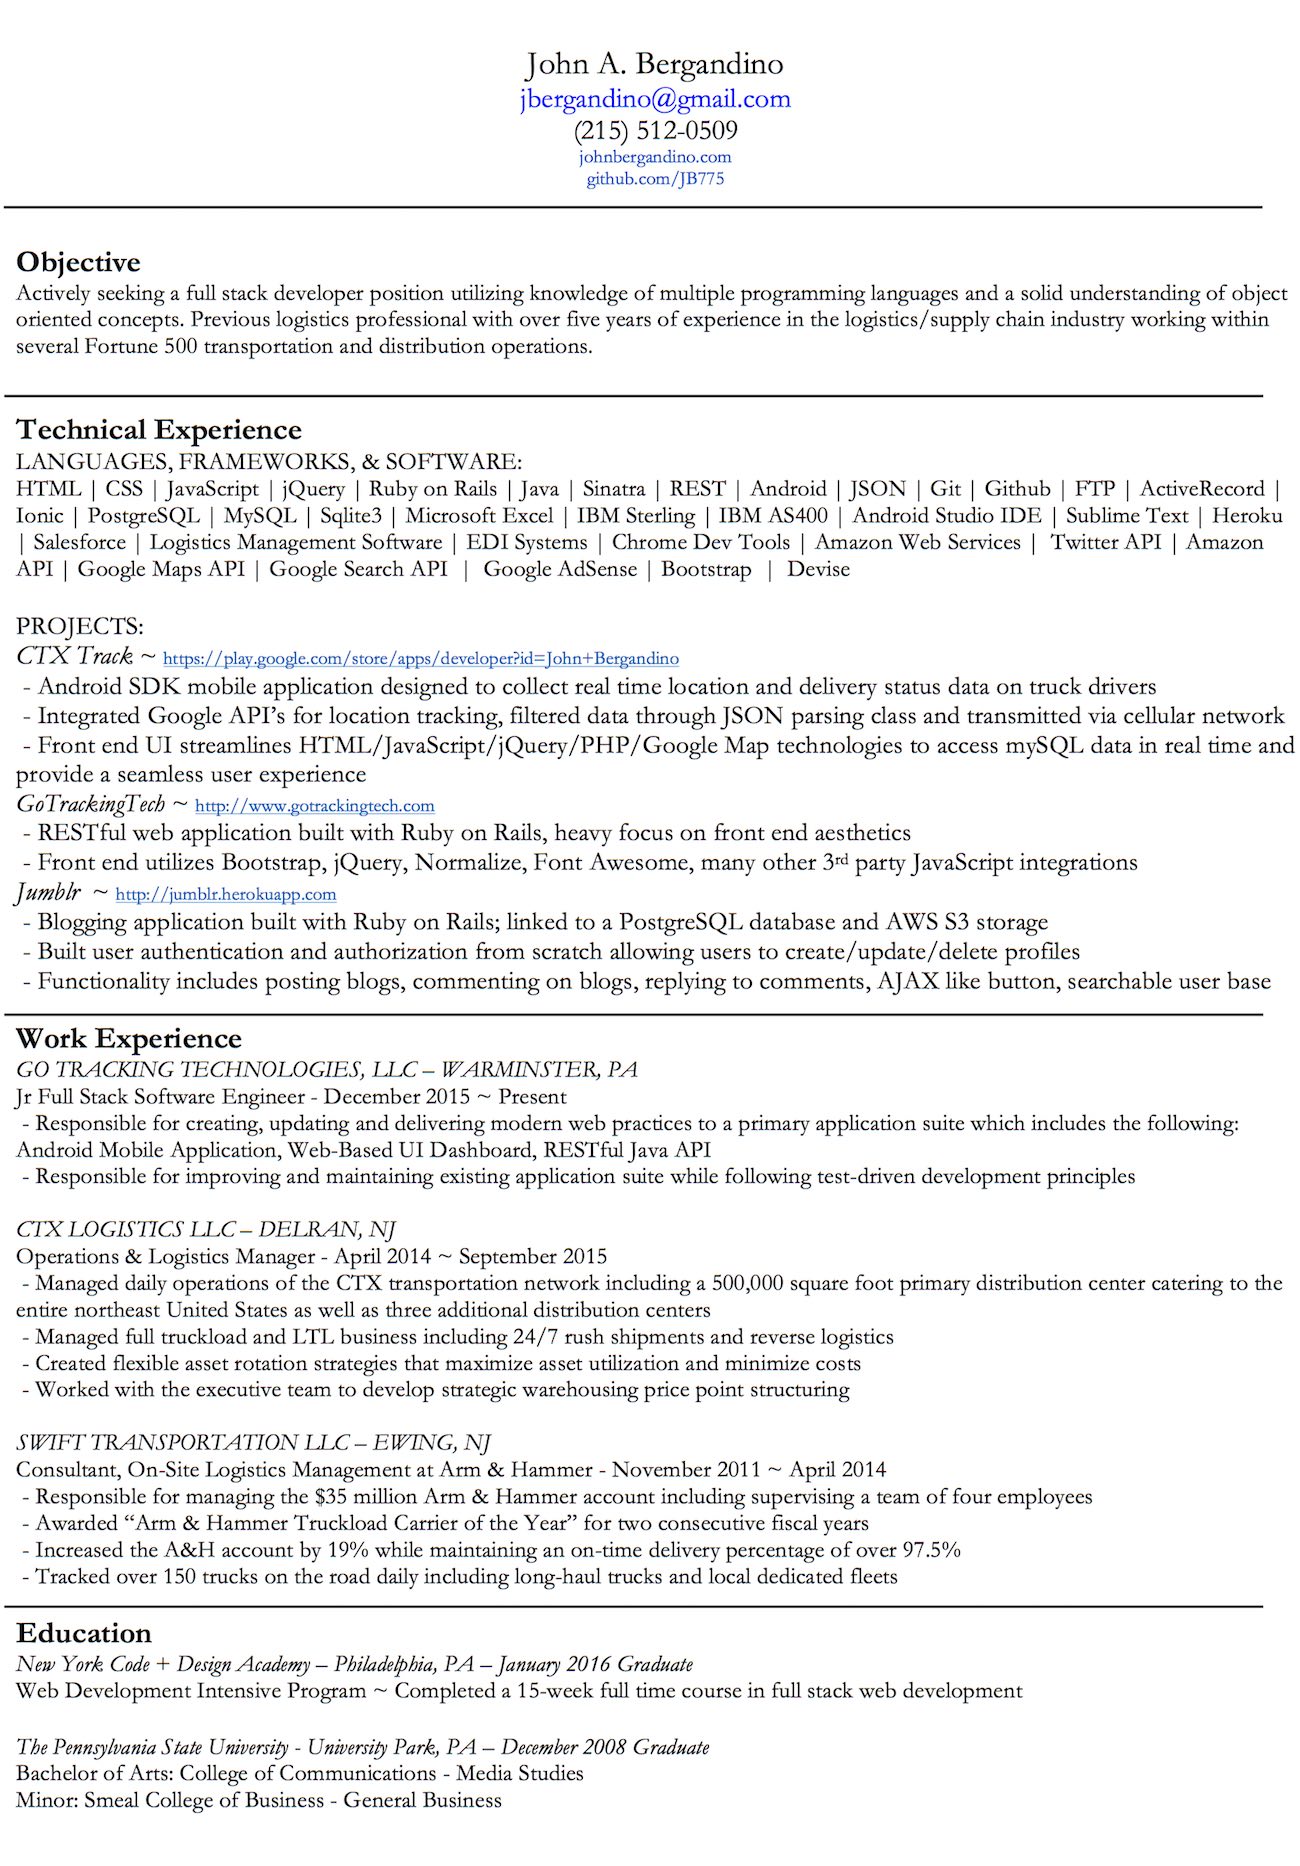 John A. Bergandino
jbergandino@gmail.com
(215) 512-0509
johnbergandino.com
github.com/JB775
Objective
Actively seeking a full stack developer position utilizing knowledge of multiple programming languages and a solid understanding of object
oriented concepts. Previous logistics professional with over five years of experience in the logistics/supply chain industry working within
several Fortune 500 transportation and distribution operations.
Technical Experience
LANGUAGES, FRAMEWORKS, & SOFTWARE:
HTML | CSS | JavaScript | jQuery | Ruby on Rails | Java | Sinatra | REST | Android | JSON | Git | Github | FTP | ActiveRecord |
Ionic | PostgreSQL | MySQL | Sqlite3 | Microsoft Excel | IBM Sterling | IBM AS400 | Android Studio IDE | Sublime Text | Heroku
| Salesforce | Logistics Management Software | EDI Systems | Chrome Dev Tools | Amazon Web Services | Twitter API | Amazon
API | Google Maps API | Google Search API | Google AdSense | Bootstrap | Devise
PROJECTS:
CTX Track ~ https://play.google.com/store/apps/developer?id=John+Bergandino
- Android SDK mobile application designed to collect real time location and delivery status data on truck drivers
- Integrated Google API's for location tracking, filtered data through JSON parsing class and transmitted via cellular network
- Front end UI streamlines HTML/JavaScript/jQuery/PHP/Google Map technologies to access mySQL data in real time and
provide a seamless user experience
GoTrackingTech ~ http://www.gotrackingtech.com
- RESTful web application built with Ruby on Rails, heavy focus on front end aesthetics
- Front end utilizes Bootstrap, jQuery, Normalize, Font Awesome, many other 3rd party JavaScript integrations
Jumblr ~ http://jumblr.herokuapp.com
- Blogging application built with Ruby on Rails; linked to a PostgreSQL database and AWS S3 storage
- Built user authentication and authorization from scratch allowing users to create/update/delete profiles
- Functionality includes posting blogs, commenting on blogs, replying to comments, AJAX like button, searchable user base
Work Experience
GO TRACKING TECHNOLOGIES, LLC – WARMINSTER, PA
Jr Full Stack Software Engineer - December 2015 ~ Present
- Responsible for creating, updating and delivering modern web practices to a primary application suite which includes the following:
Android Mobile Application, Web-Based UI Dashboard, RESTful Java API
- Responsible for improving and maintaining existing application suite while following test-driven development principles
CTX LOGISTICS LLC – DELRAN, NJ
Operations & Logistics Manager - April 2014 ~ September 2015
- Managed daily operations of the CTX transportation network including a 500,000 square foot primary distribution center catering to the
entire northeast United States as well as three additional distribution centers
- Managed full truckload and LTL business including 24/7 rush shipments and reverse logistics
- Created flexible asset rotation strategies that maximize asset utilization and minimize costs
- Worked with the executive team to develop strategic warehousing price point structuring
SWIFT TRANSPORTATION LLC – EWING, NJ
Consultant, On-Site Logistics Management at Arm & Hammer - November 2011 ~ April 2014
- Responsible for managing the $35 million Arm & Hammer account including supervising a team of four employees
- Awarded “Arm & Hammer Truckload Carrier of the Year” for two consecutive fiscal years
- Increased the A&H account by 19% while maintaining an on-time delivery percentage of over 97.5%
- Tracked over 150 trucks on the road daily including long-haul trucks and local dedicated fleets
Education
New York Code + Design Academy – Philadelphia, PA – January 2016 Graduate
Web Development Intensive Program ~ Completed a 15-week full time course in full stack web development
The Pennsylvania State University - University Park, PA – December 2008 Graduate
Bachelor of Arts: College of Communications - Media Studies
Minor: Smeal College of Business - General Business